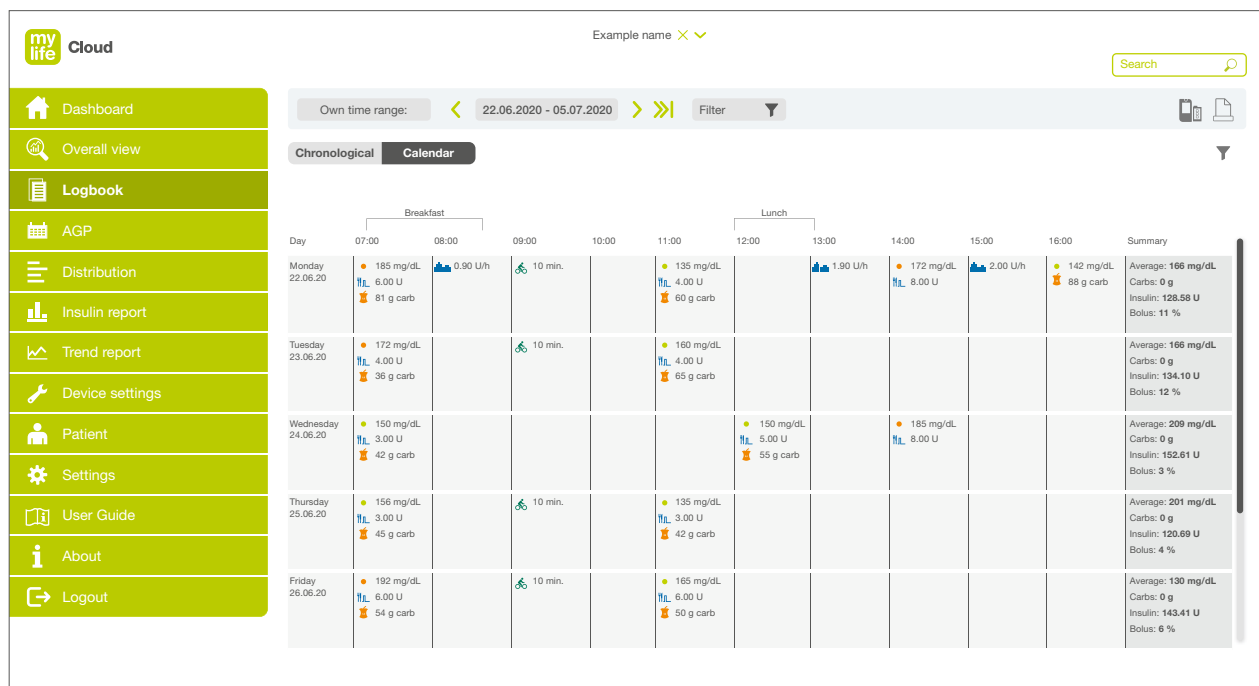 my
life Cloud
Example name
Search
Dashboard
Overall view
Logbook
AGP
Distribution
Insulin report
Trend report
Device settings
Patient
Settings
User Guide
About
Logout
Own time range:
22.06.2020 - 05.07.2020
Filter
Chronological Calendar
Breakfast Lunch
Day 07:00 08:00 09:00 10:00 11:00 12:00 13:00 14:00 15:00 16:00 Summary
Monday 185 mg/dL 0.90 U/h 10 min. 135 mg/dL 1.90 U/h 172 mg/dL 2.00 U/h 142 mg/dL Average: 166 mg/dL
22.06.20 6.00 U 4.00 U 8.00 U 88 g carb Carbs: 0 g
81 g carb 60 g carb Insulin: 128.58 U
Bolus: 11 %
Tuesday 172 mg/dL 10 min. 160 mg/dL Average: 166 mg/dL
23.06.20 4.00 U 4.00 U Carbs: 0 g
36 g carb 65 g carb Insulin: 134.10 U
Bolus: 12 %
Wednesday 150 mg/dL 150 mg/dL 185 mg/dL Average: 209 mg/dL
24.06.20 3.00 U 5.00 U 8.00 U Carbs: 0 g
42 g carb 55 g carb Insulin: 152.61 U
Bolus: 3 %
Thursday 156 mg/dL 10 min. 135 mg/dL Average: 201 mg/dL
25.06.20 3.00 U 3.00 U Carbs: 0 g
45 g carb 42 g carb Insulin: 120.69 U
Bolus: 4 %
Friday 192 mg/dL 10 min. 165 mg/dL Average: 130 mg/dL
26.06.20 6.00 U 6.00 U Carbs: 0 g
54 g carb 50 g carb Insulin: 143.41 U
Bolus: 6 %